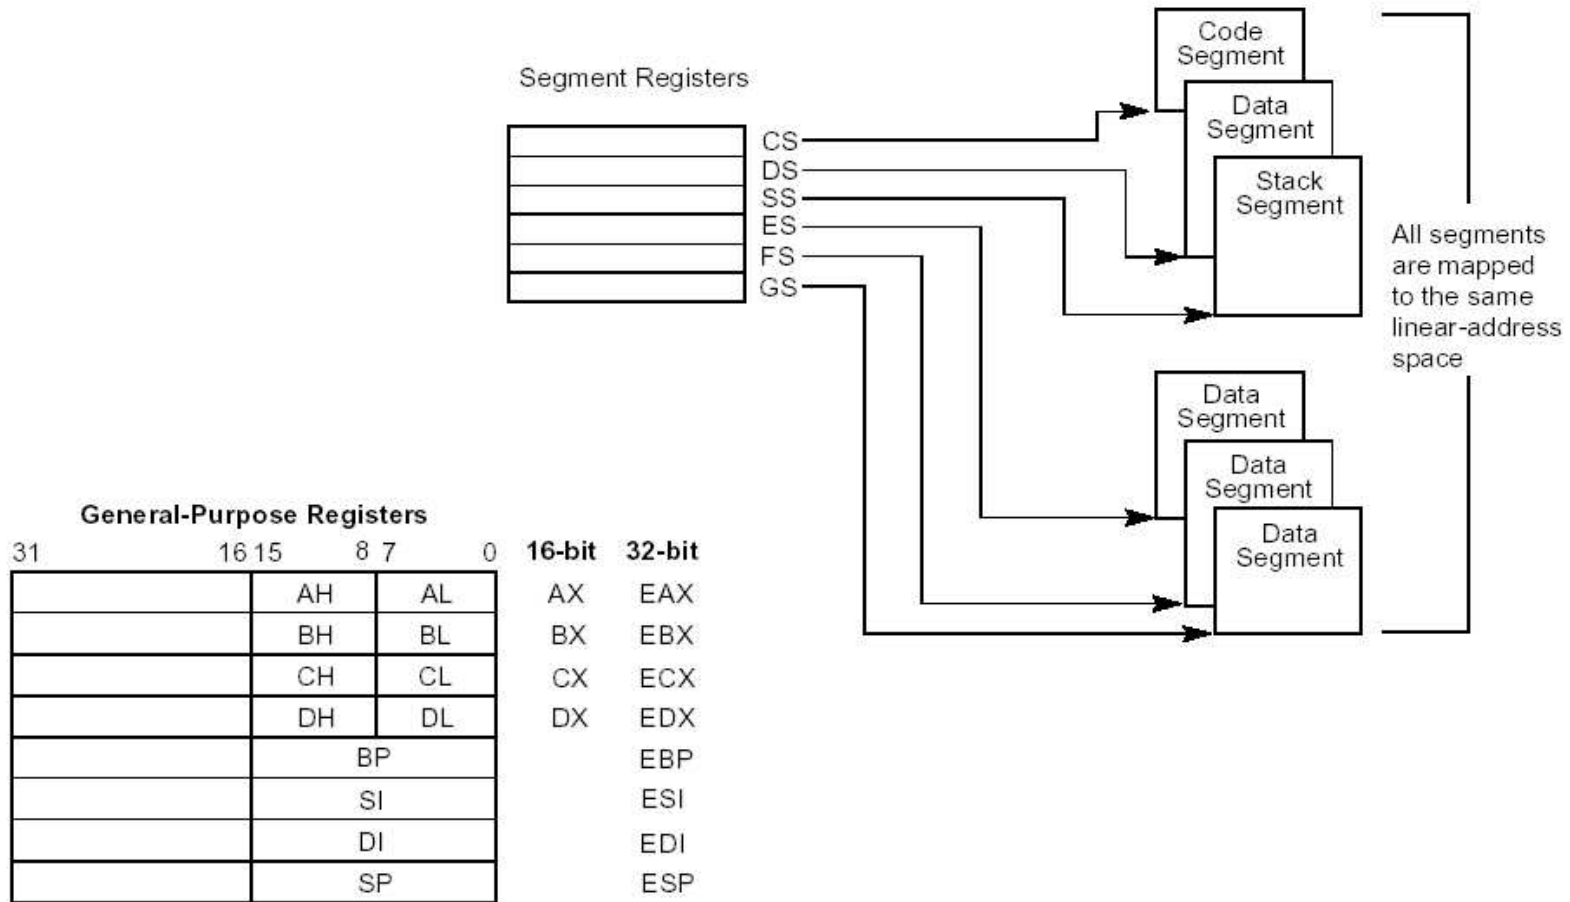 Segment Registers
CS
DS
SS
ES
FS
GS
Code
Segment
Data
Segment
Stack
Segment
All segments
are mapped
to the same
linear-address
space
Data
Segment
Data
Segment
Data
Segment
General-Purpose Registers
31 16 15 8 7 0 16-bit 32-bit
AH AL AX EAX
BH BL BX EBX
CH CL CX ECX
DH DL DX EDX
BP EBP
SI ESI
DI EDI
SP ESP